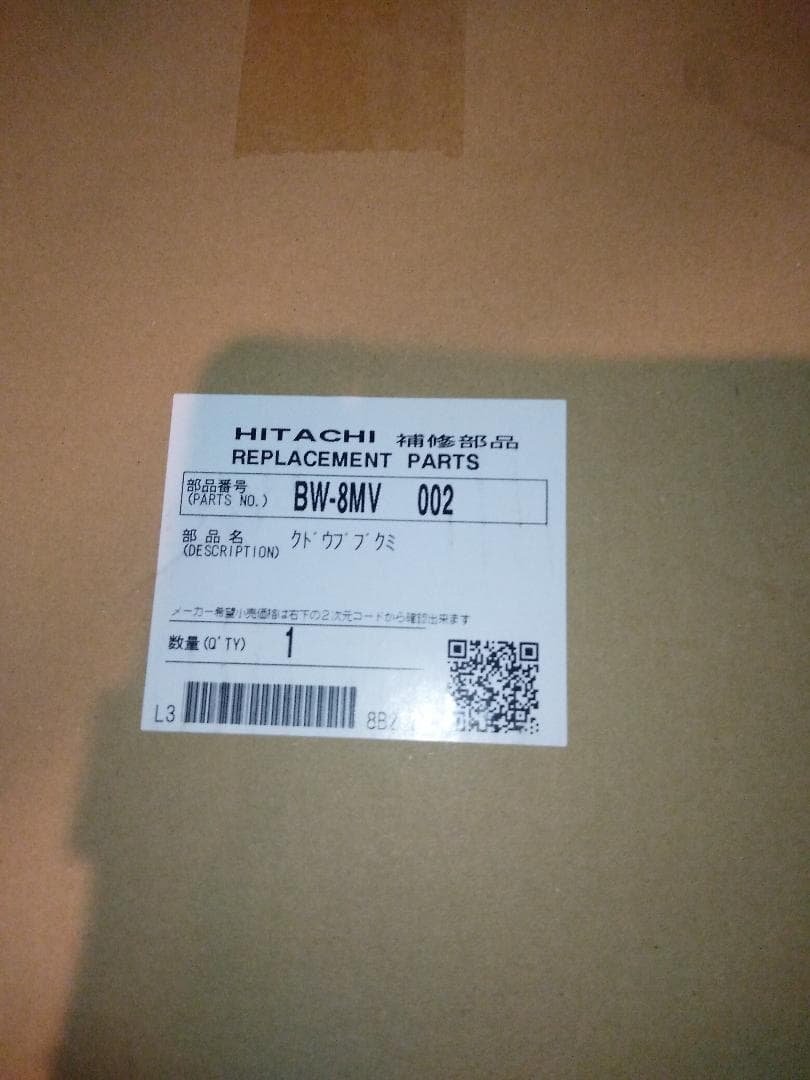 HITACHI 補修部品
REPLACEMENT PARTS
部品番号
(PARTS NO.) BW-8MV 002
部品名 クドウブブクミ
(DESCRIPTION)
メーカー希望小売価格は右下の2次元コードから確認出来ます
数量(Q'TY) 1
L3